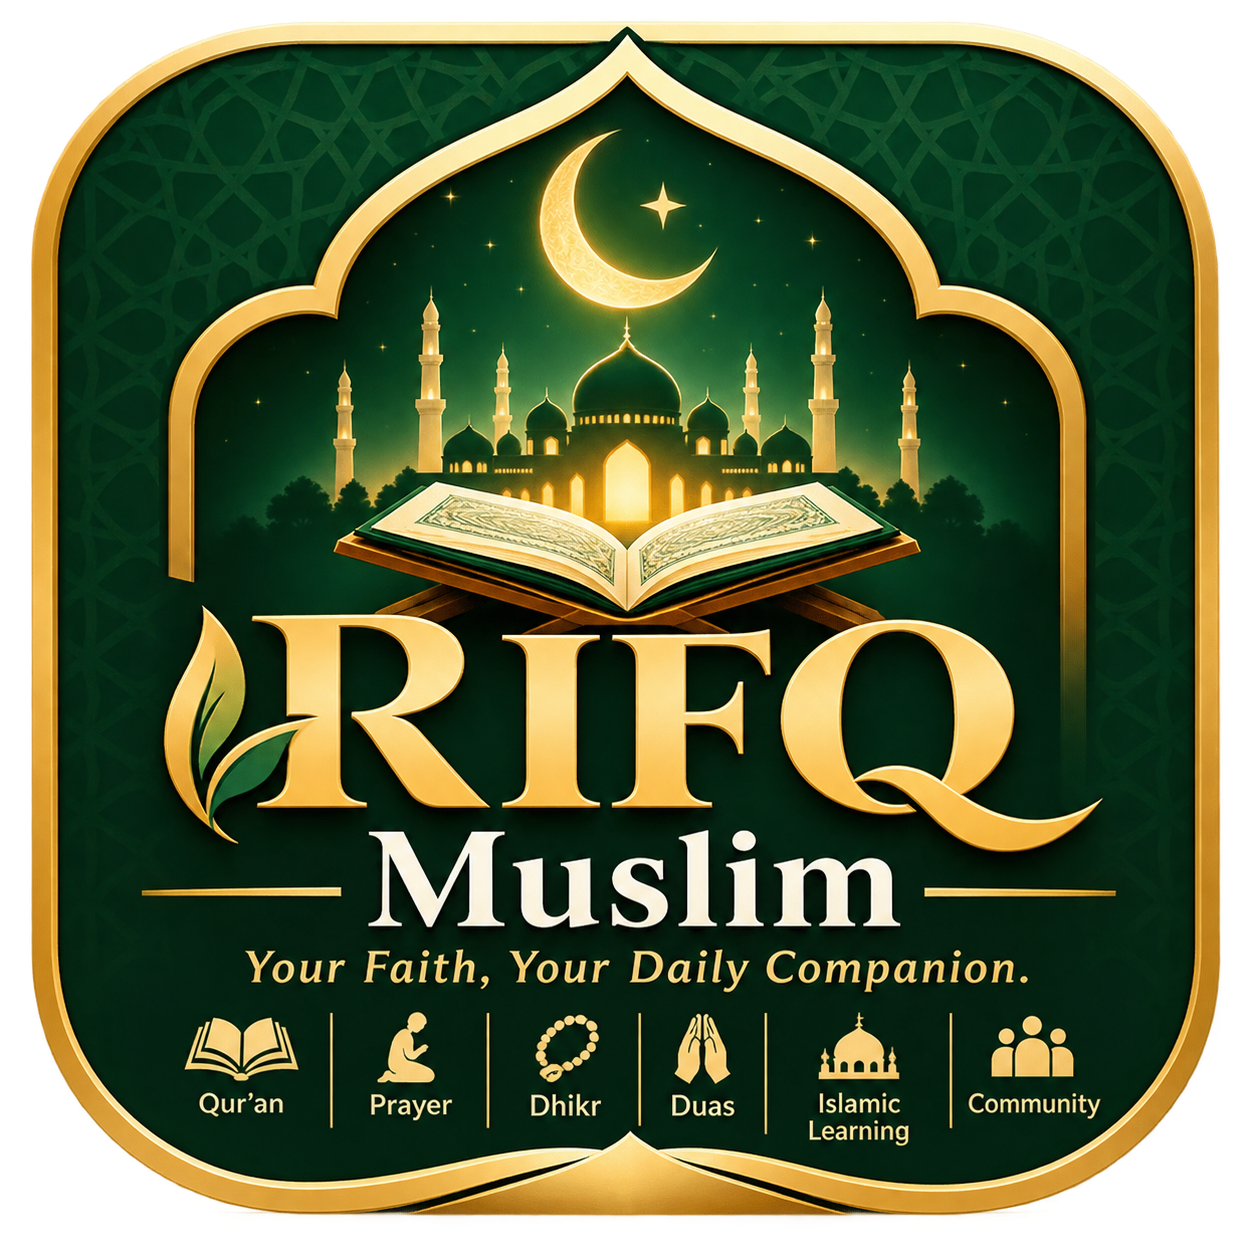 RIFQ
Muslim
Your Faith, Your Daily Companion.
Qur'an
Prayer
Dhikr
Duas
Islamic
Learning
Community